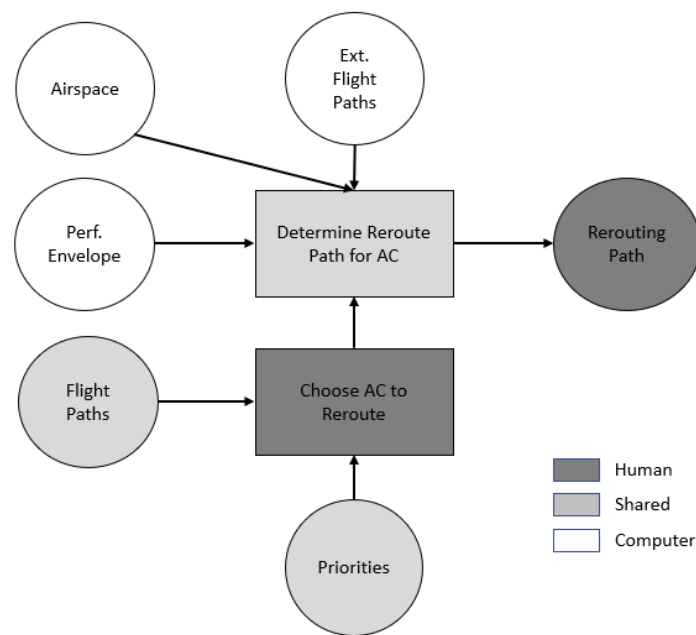 Airspace
Ext.
Flight
Paths
Perf.
Envelope
Determine Reroute
Path for AC
Rerouting
Path
Flight
Paths
Choose AC to
Reroute
Priorities
Human
Shared
Computer